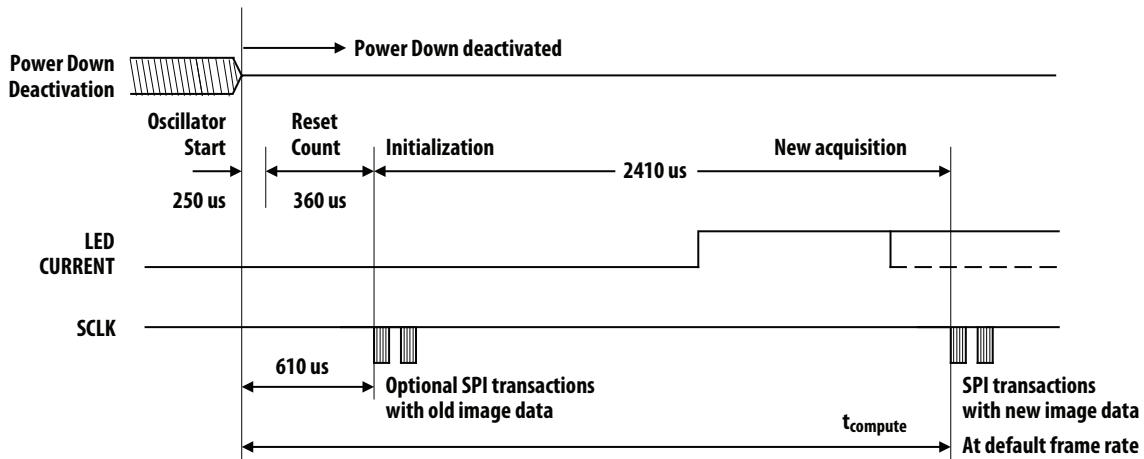 Power Down deactivated
Power Down
Deactivation
Oscillator
Start
Reset
Count
Initialization
New acquisition
2410 us
250 us
360 us
LED
CURRENT
SCLK
610 us
Optional SPI transactions
with old image data
SPI transactions
with new image data
tcompute
At default frame rate